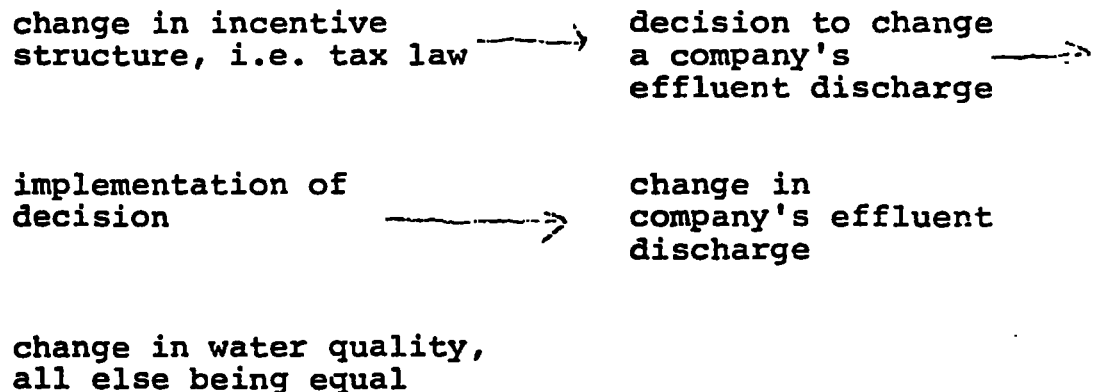 change in incentive
structure, i.e. tax law
decision to change
a company's
effluent discharge
implementation of
decision
change in
company's effluent
discharge
change in water quality,
all else being equal